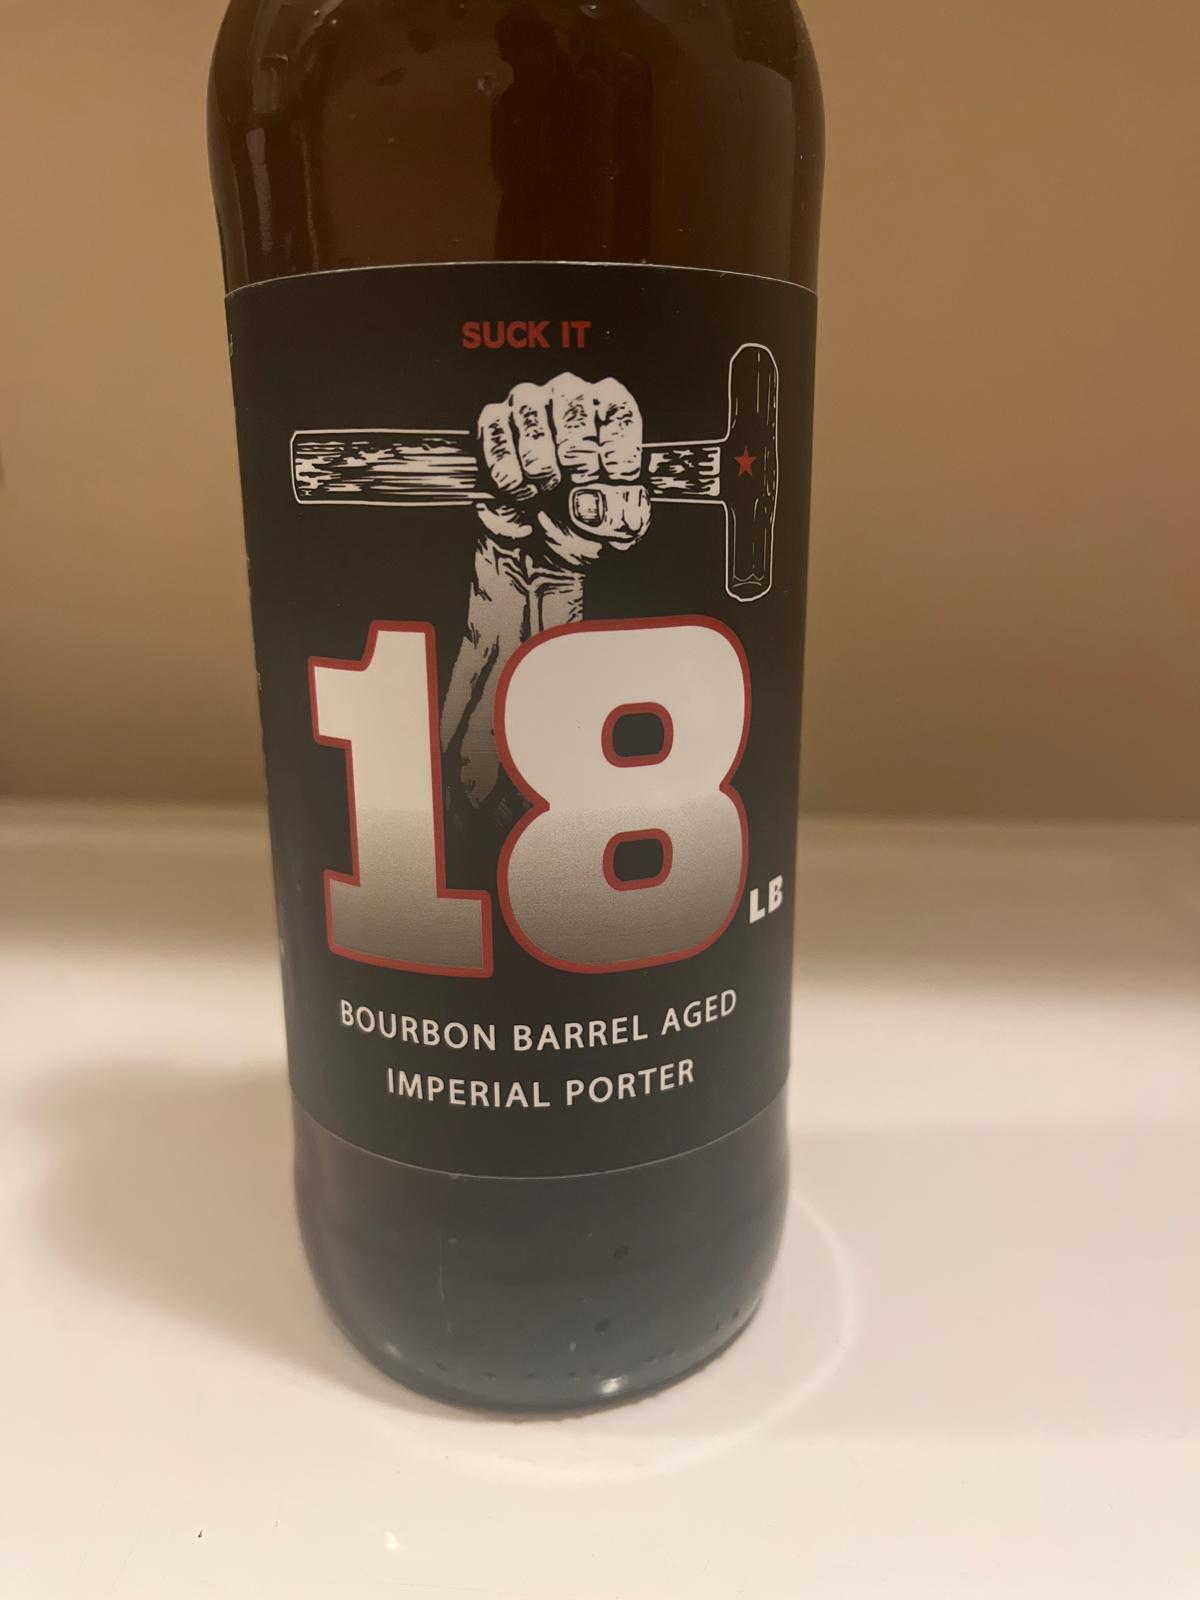 SUCK IT
18
LB
BOURBON BARREL AGED
IMPERIAL PORTER